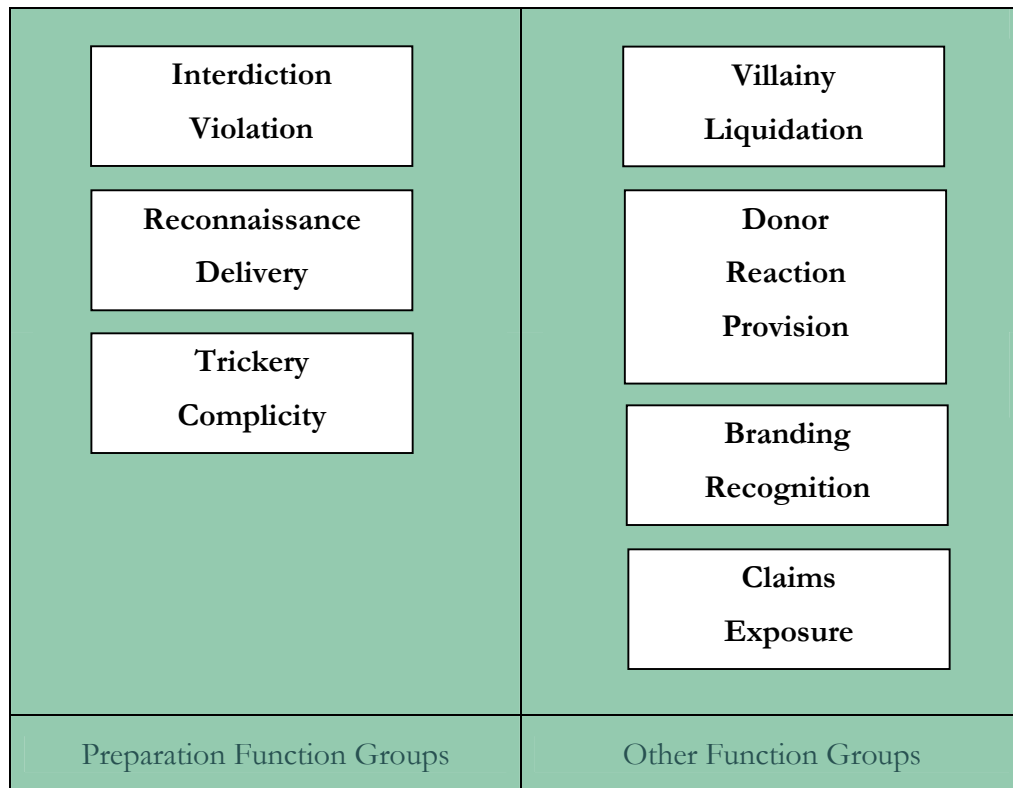 Interdiction
Violation
Reconnaissance
Delivery
Trickery
Complicity
Preparation Function Groups
Villainy
Liquidation
Donor
Reaction
Provision
Branding
Recognition
Claims
Exposure
Other Function Groups